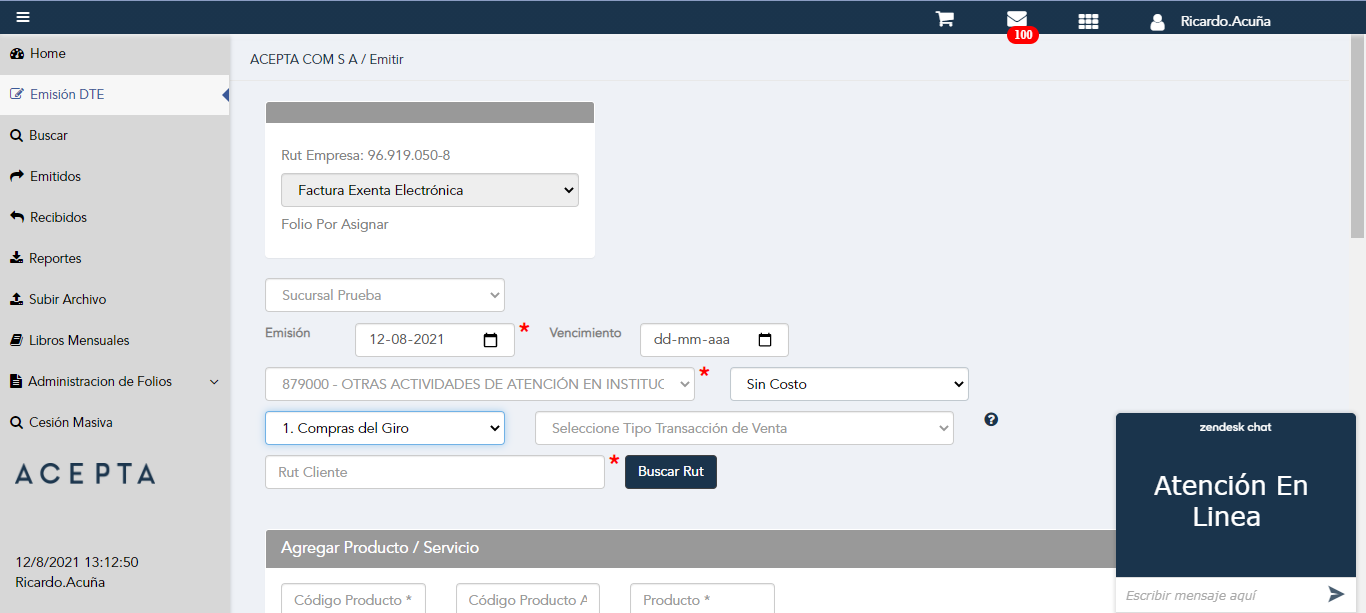 100
Ricardo.Acuña
Home
Emisión DTE
Buscar
Emitidos
Recibidos
Reportes
Subir Archivo
Libros Mensuales
Administracion de Folios
Cesión Masiva
ACEPTA
12/8/2021 13:12:50
Ricardo.Acuña
ACEPTA COM S A / Emitir
Rut Empresa: 96.919.050-8
Factura Exenta Electrónica
Folio Por Asignar
Sucursal Prueba
Emisión 12-08-2021 * Vencimiento dd-mm-aaa
879000 - OTRAS ACTIVIDADES DE ATENCIÓN EN INSTITUC * Sin Costo
1. Compras del Giro Seleccione Tipo Transacción de Venta ?
Rut Cliente * Buscar Rut
Agregar Producto / Servicio
Código Producto * Código Producto A Producto *
zendesk chat
Atención En
Linea
Escribir mensaje aquí